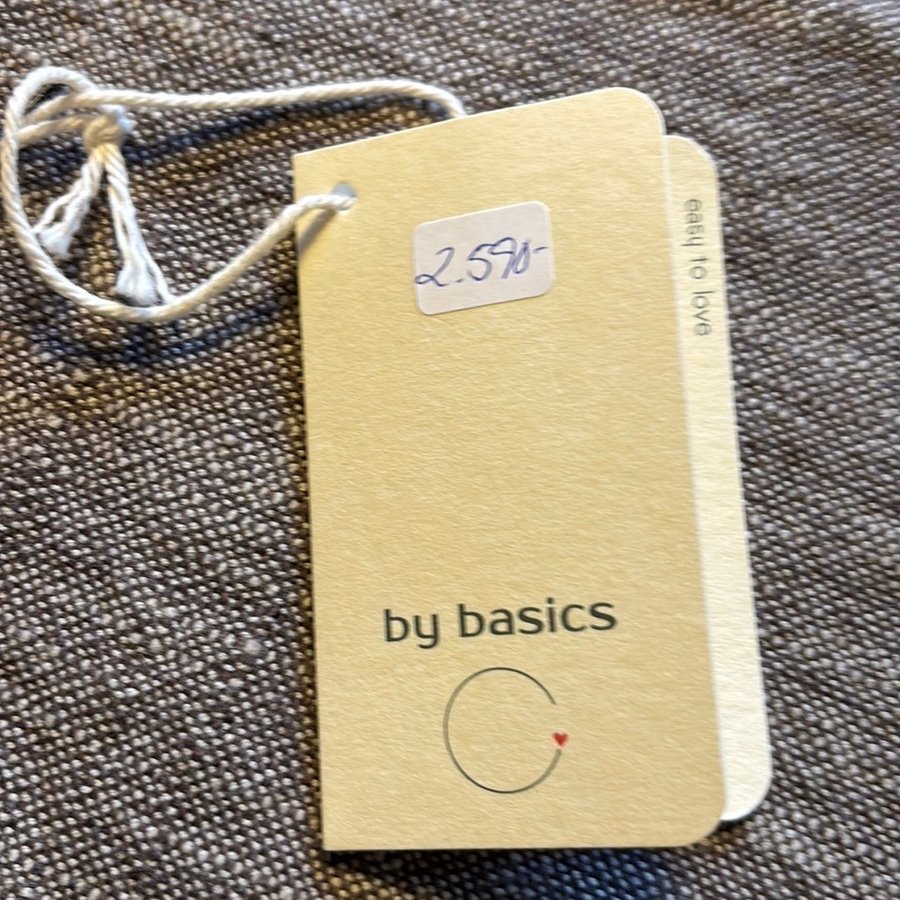 2.590-
easy to love
by basics